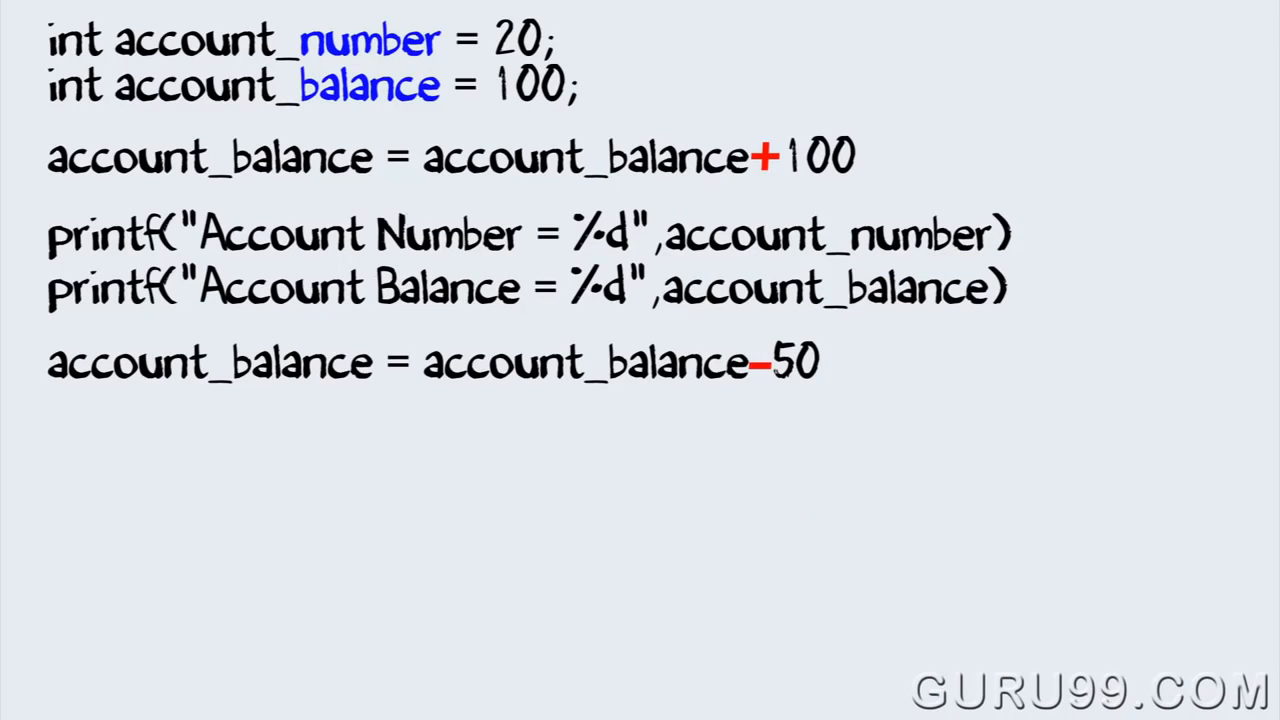 int account_number = 20;
int account_balance = 100;
account_balance = account_balance+100
printf("Account Number = %d",account_number)
printf("Account Balance = %d",account_balance)
account_balance = account_balance-50
GURU99.COM